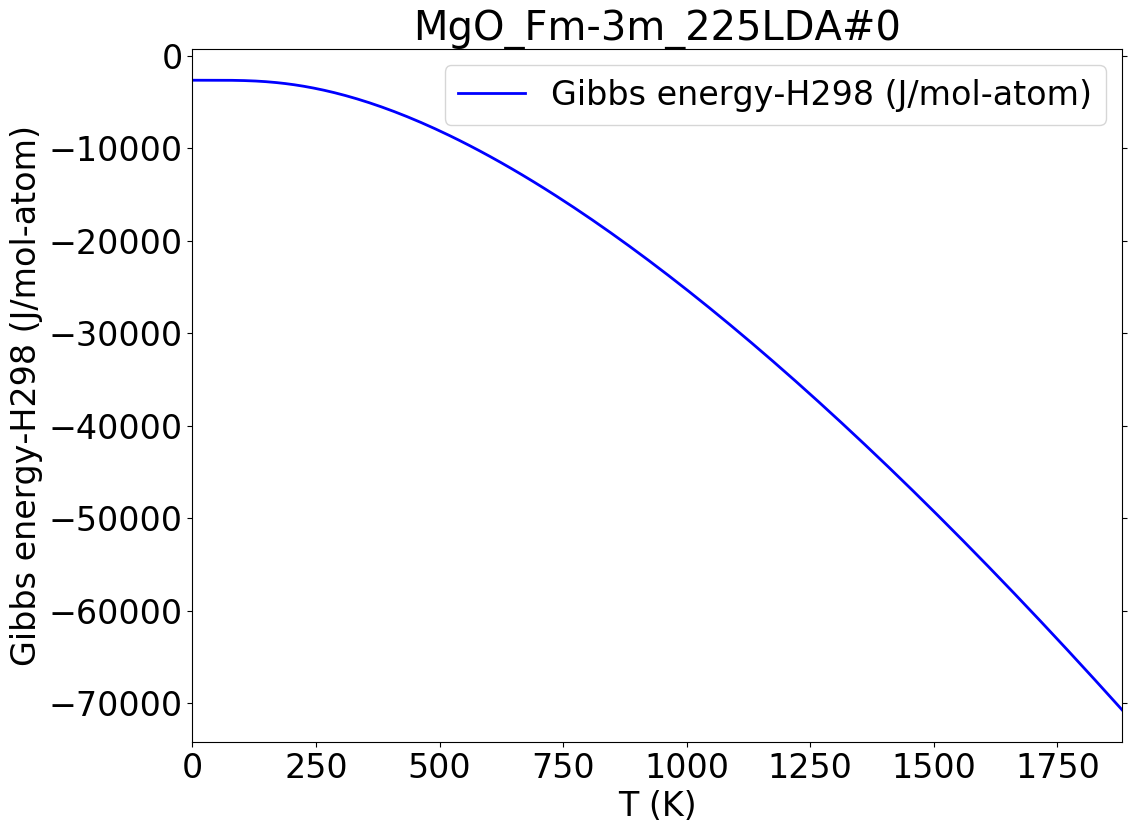 MgO_Fm-3m_225LDA#0
Gibbs energy-H298 (J/mol-atom)
Gibbs energy-H298 (J/mol-atom)
0
−10000
−20000
−30000
−40000
−50000
−60000
−70000
0 250 500 750 1000 1250 1500 1750
T (K)